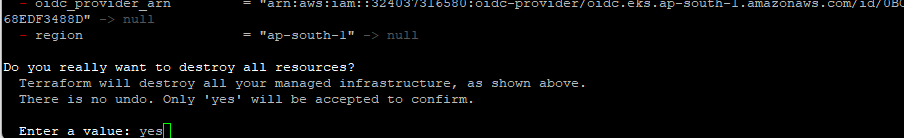 - oidc_provider_arn = "arn:aws:iam::324037316580:oidc-provider/oidc.eks.ap-south-1.amazonaws.com/id/0BC
68EDF3488D" -> null
- region = "ap-south-1" -> null
Do you really want to destroy all resources?
Terraform will destroy all your managed infrastructure, as shown above.
There is no undo. Only 'yes' will be accepted to confirm.
Enter a value: yes